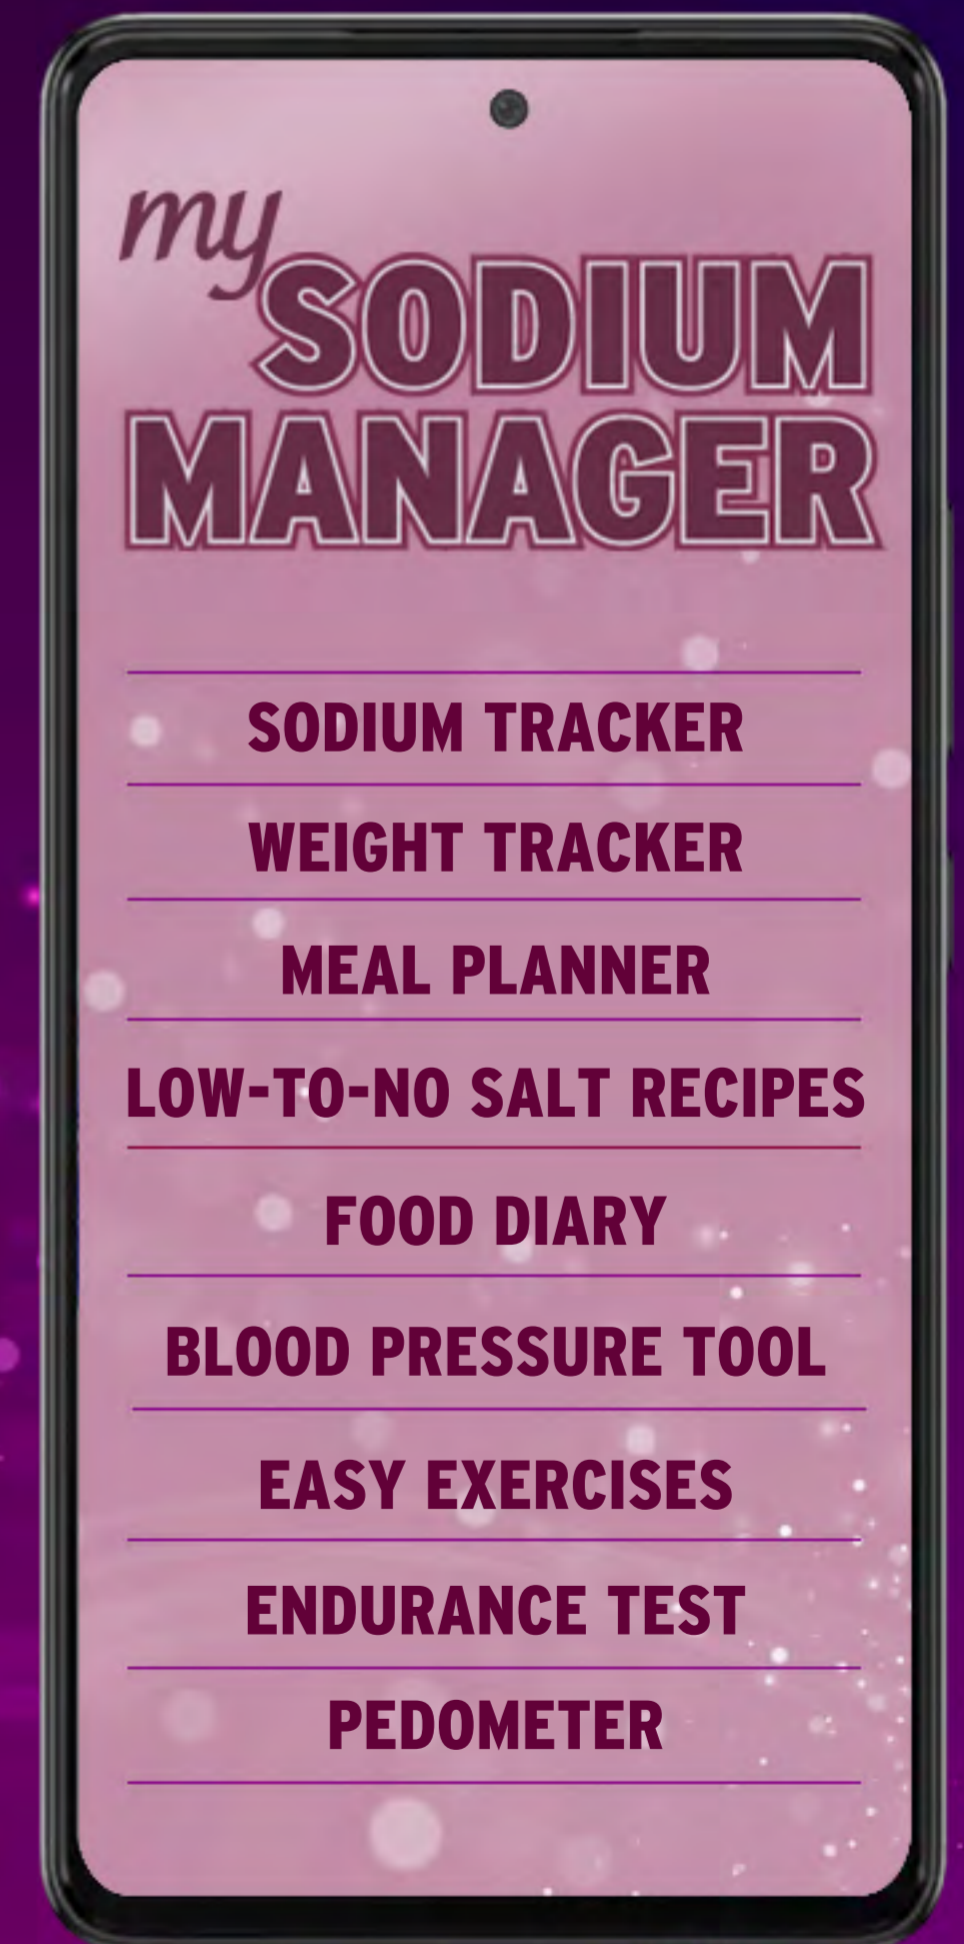 my
SODIUM
MANAGER
SODIUM TRACKER
WEIGHT TRACKER
MEAL PLANNER
LOW-TO-NO SALT RECIPES
FOOD DIARY
BLOOD PRESSURE TOOL
EASY EXERCISES
ENDURANCE TEST
PEDOMETER